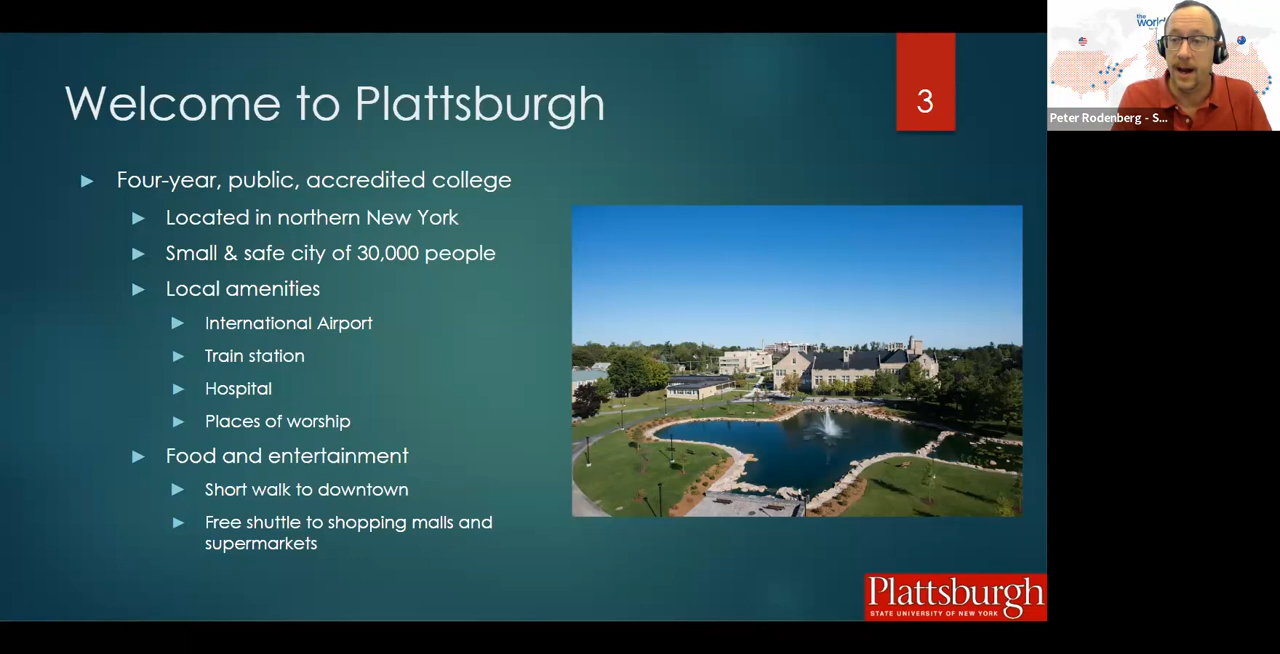 Welcome to Plattsburgh
3
Four-year, public, accredited college
Located in northern New York
Small & safe city of 30,000 people
Local amenities
International Airport
Train station
Hospital
Places of worship
Food and entertainment
Short walk to downtown
Free shuttle to shopping malls and
supermarkets
Plattsburgh
STATE UNIVERSITY OF NEW YORK
the
world
Peter Rodenberg - S...